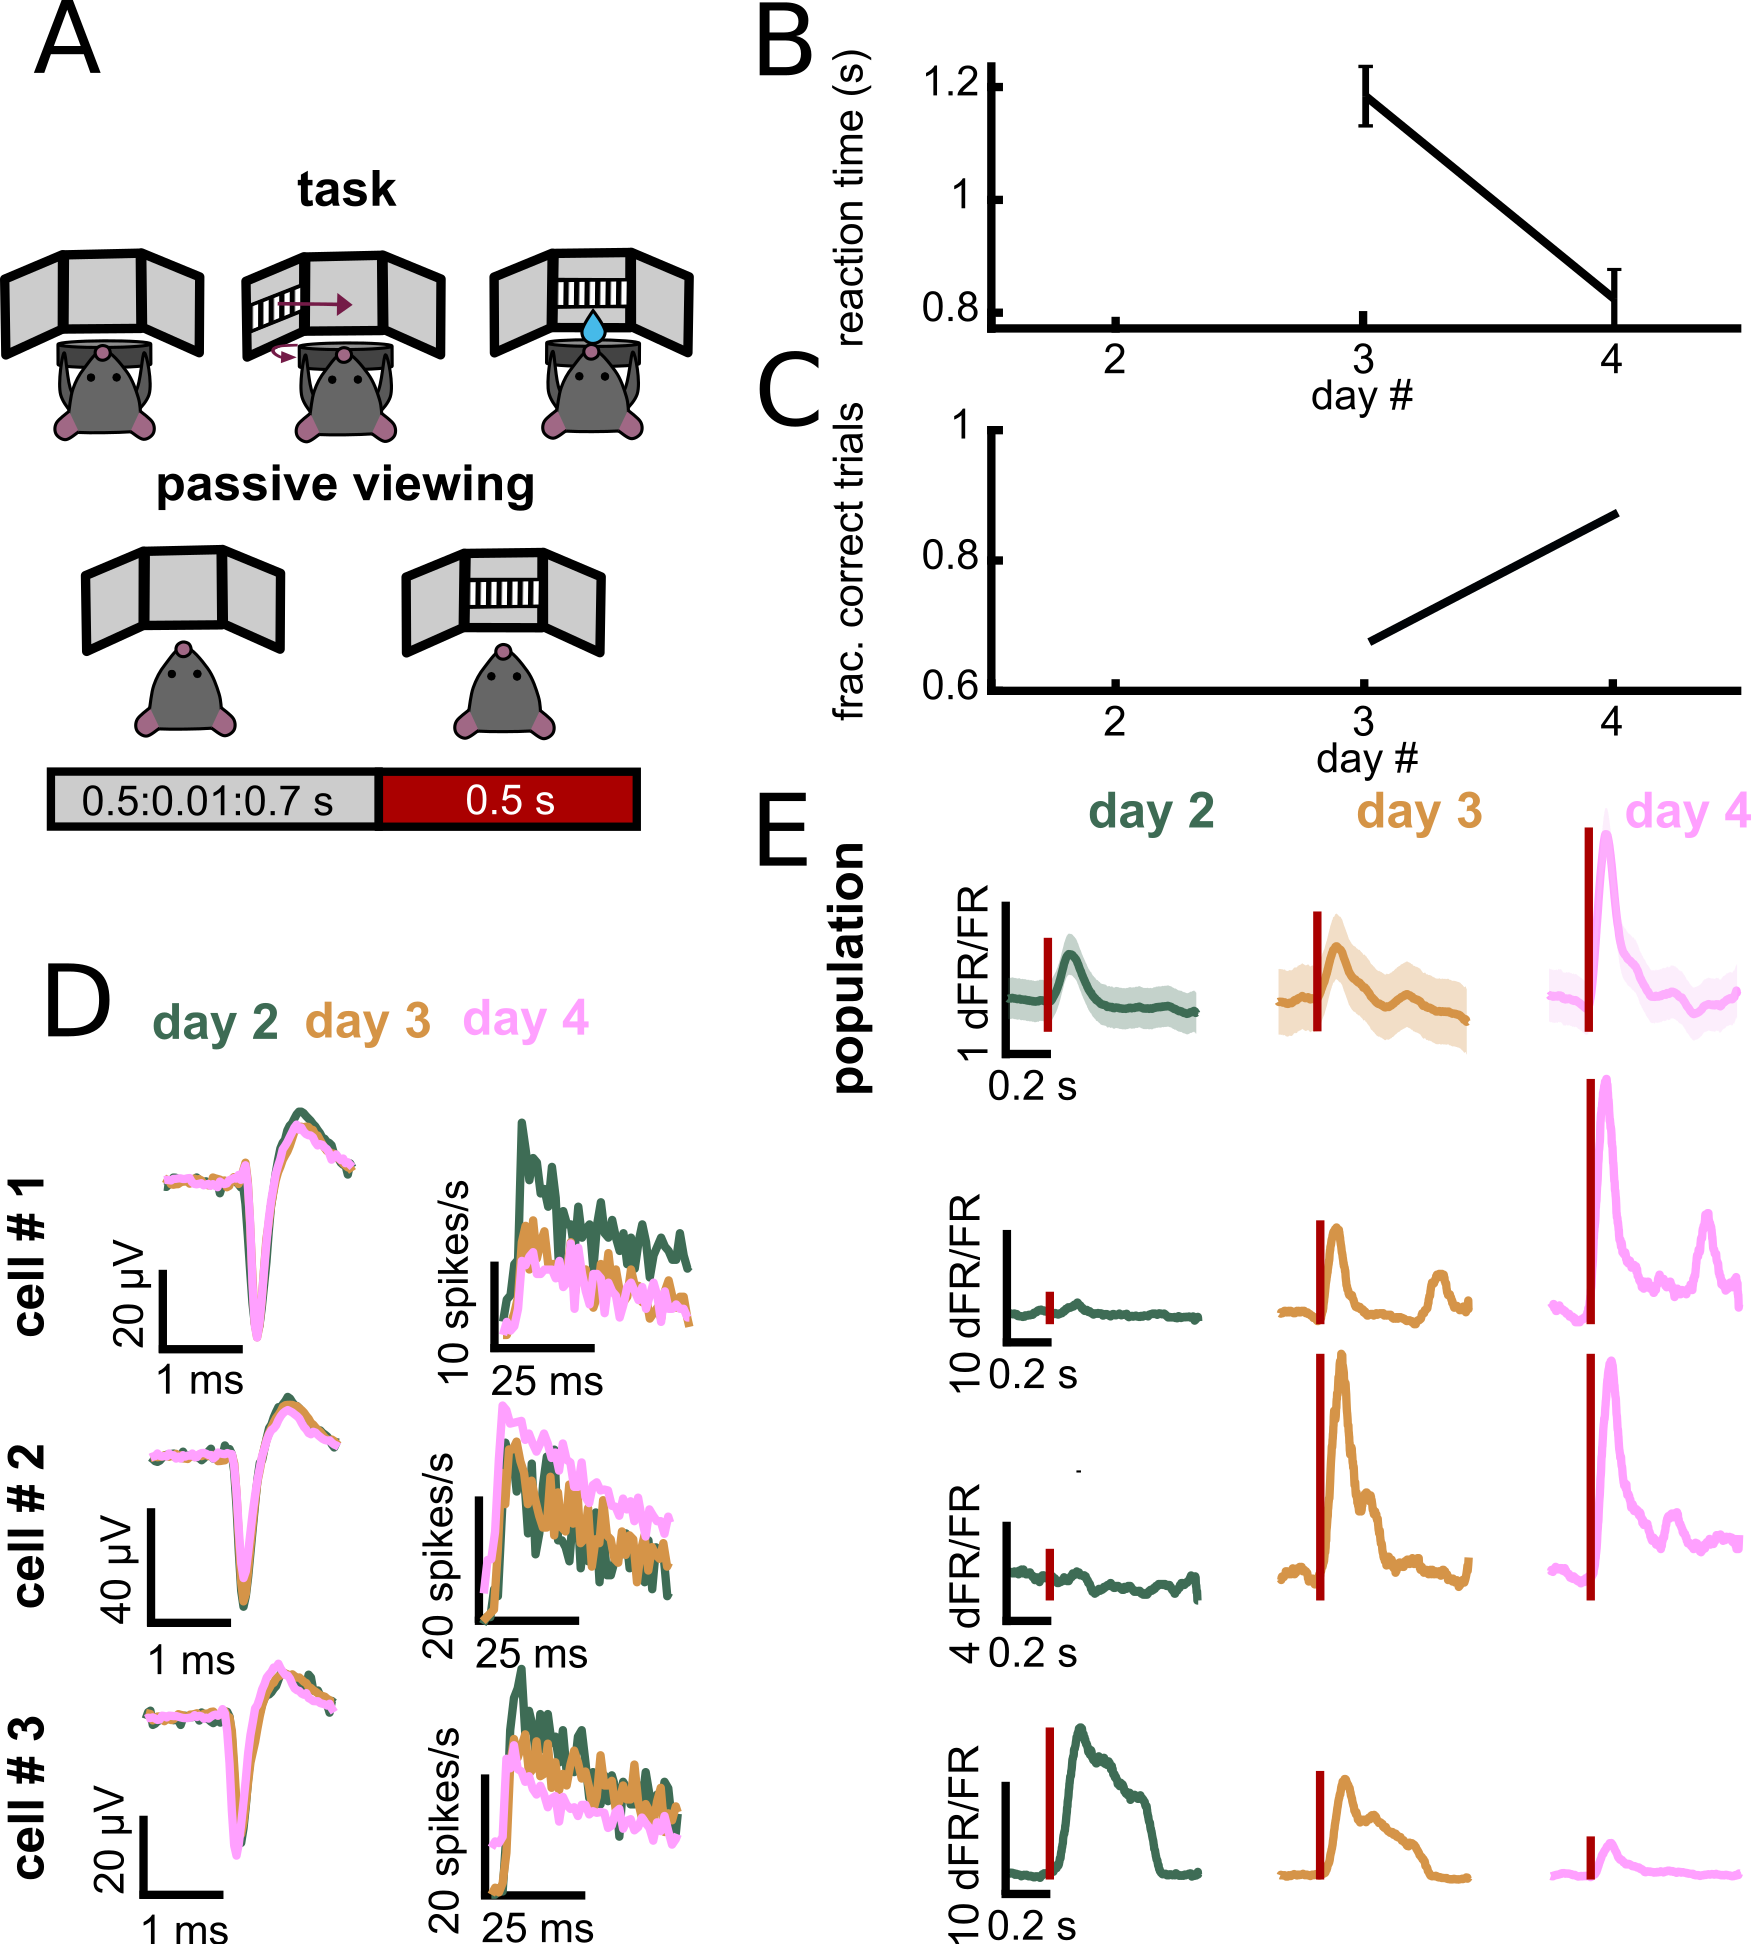 A
task
passive viewing
0.5:0.01:0.7 s
0.5 s
B
reaction time (s)
1.2
1
0.8
2
3
4
day #
C
frac. correct trials
1
0.8
0.6
2
3
4
day #
D
day 2
day 3
day 4
cell # 1
20 µV
1 ms
10 spikes/s
25 ms
cell # 2
40 µV
1 ms
20 spikes/s
25 ms
cell # 3
20 µV
1 ms
20 spikes/s
25 ms
E
day 2
day 3
day 4
population
1 dFR/FR
0.2 s
10 dFR/FR
0.2 s
4 dFR/FR
0.2 s
10 dFR/FR
0.2 s